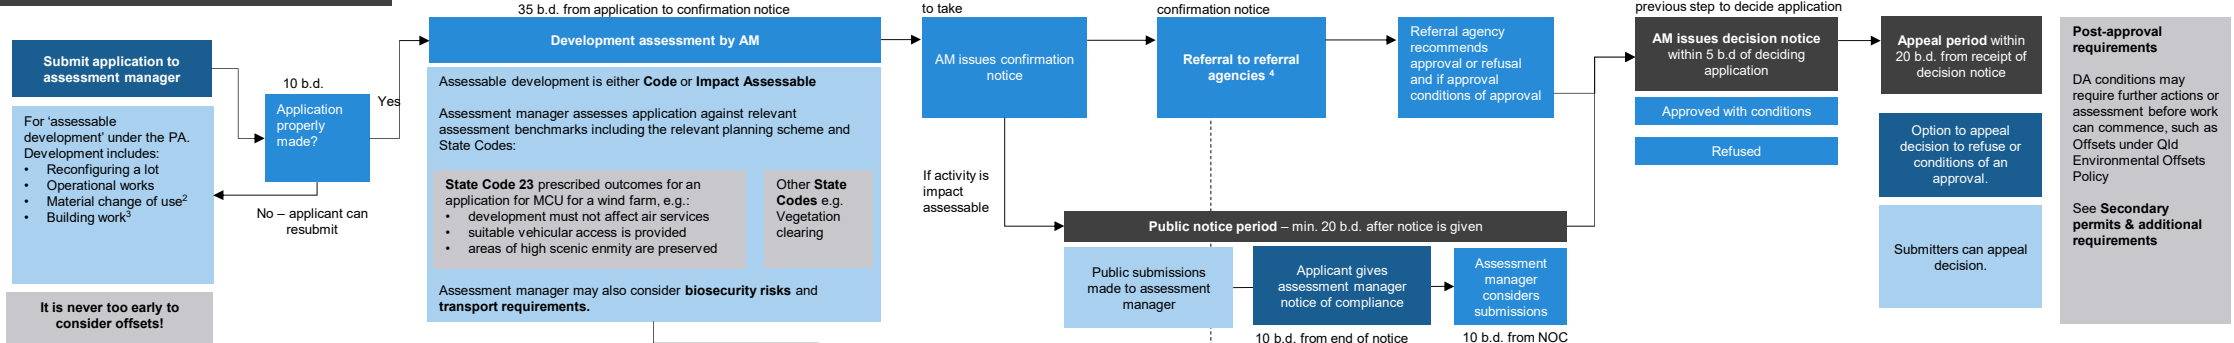 Submit application to
assessment manager
For ‘assessable
development’ under the PA.
Development includes:
• Reconfiguring a lot
• Operational works
• Material change of use²
• Building work³
It is never too early to
consider offsets!
10 b.d.
Application
properly
made?
Yes
No – applicant can
resubmit
35 b.d. from application to confirmation notice
Development assessment by AM
Assessable development is either Code or Impact Assessable
Assessment manager assesses application against relevant
assessment benchmarks including the relevant planning scheme and
State Codes:
State Code 23 prescribed outcomes for an
application for MCU for a wind farm, e.g.:
• development must not affect air services
• suitable vehicular access is provided
• areas of high scenic enmity are preserved
Other State
Codes e.g.
Vegetation
clearing
Assessment manager may also consider biosecurity risks and
transport requirements.
to take
AM issues confirmation
notice
If activity is
impact
assessable
confirmation notice
Referral to referral
agencies ⁴
Referral agency
recommends
approval or refusal
and if approval
conditions of approval
Public notice period – min. 20 b.d. after notice is given
Public submissions
made to assessment
manager
Applicant gives
assessment manager
notice of compliance
10 b.d. from end of notice
Assessment
manager
considers
submissions
10 b.d. from NOC
previous step to decide application
AM issues decision notice
within 5 b.d of deciding
application
Approved with conditions
Refused
Appeal period within
20 b.d. from receipt of
decision notice
Option to appeal
decision to refuse or
conditions of an
approval.
Submitters can appeal
decision.
Post-approval
requirements
DA conditions may
require further actions or
assessment before work
can commence, such as
Offsets under Qld
Environmental Offsets
Policy
See Secondary
permits & additional
requirements